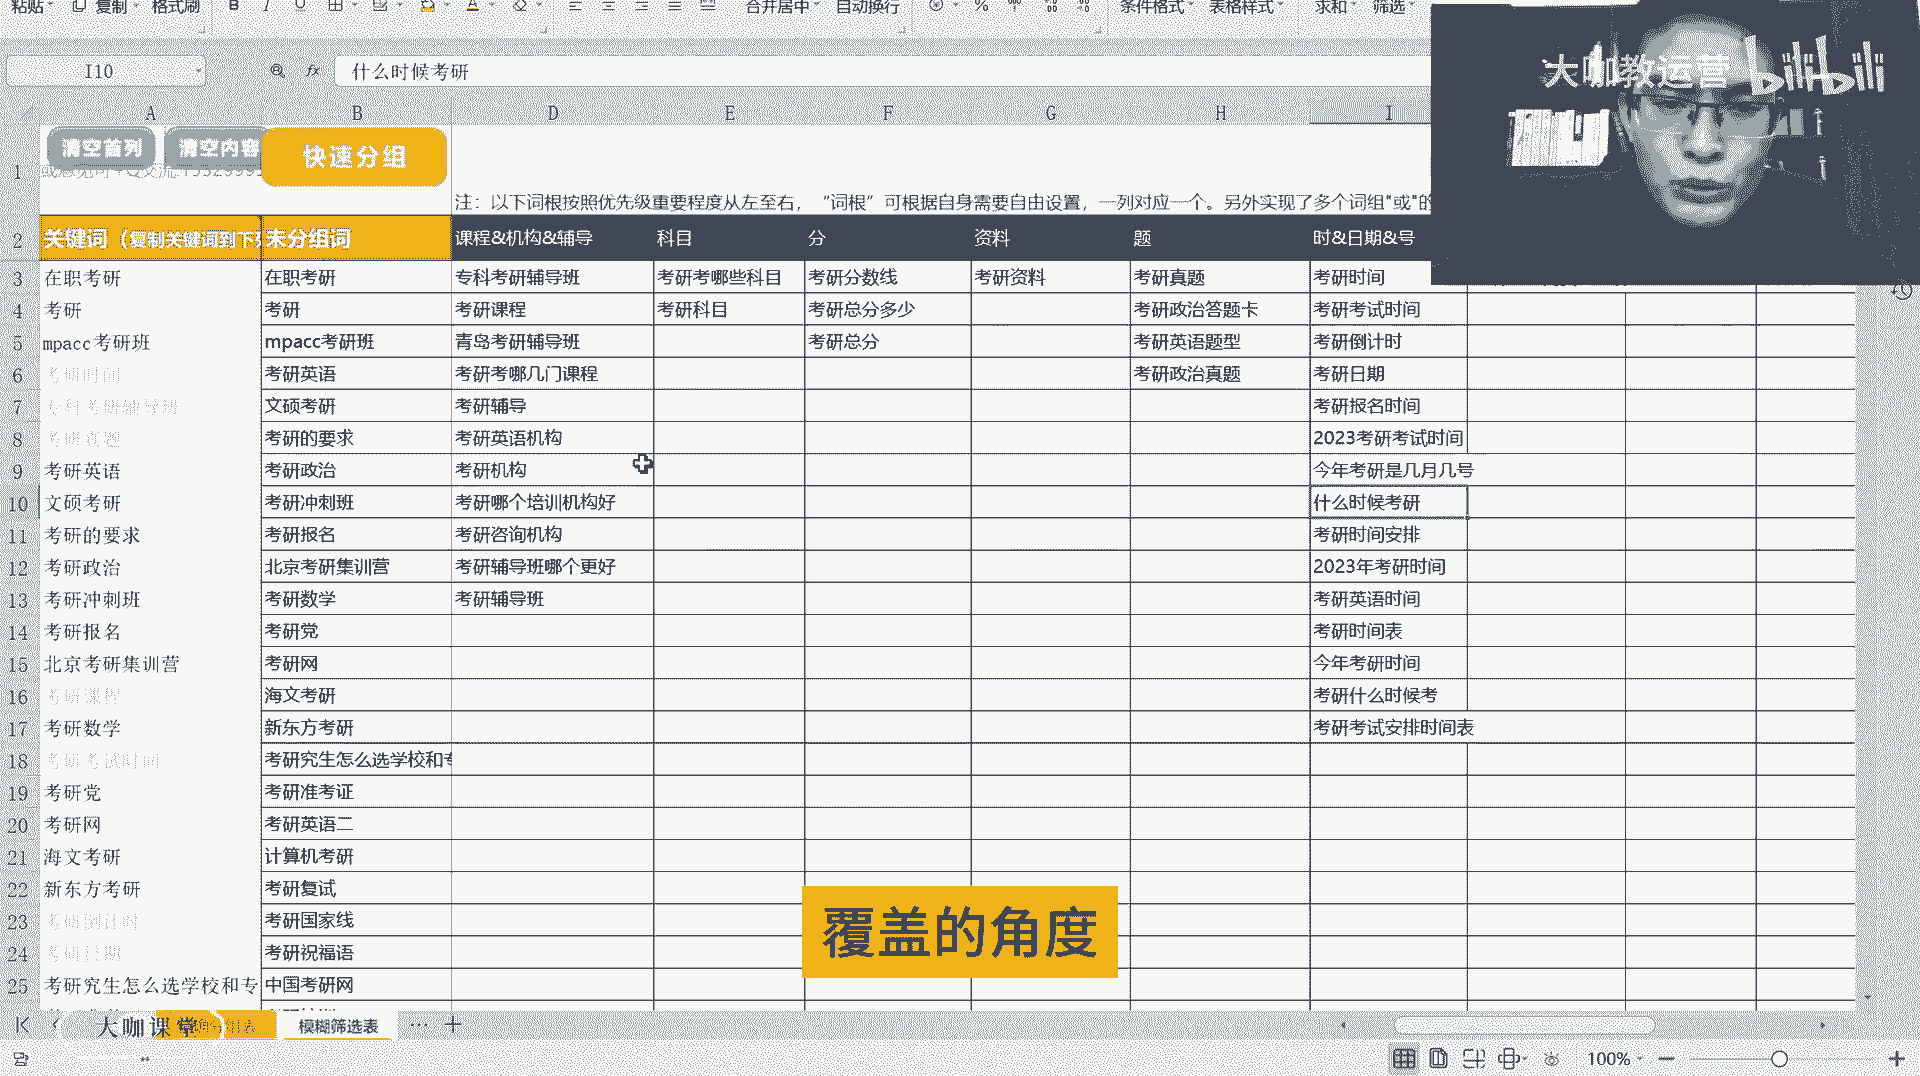 粘贴 复制 格式刷 B I U A 合并居中 自动换行 % 条件格式 表格样式 求和 筛选
I10 fx 什么时候考研
大咖教运营 bilibili
A B D E F G H I
清空首列 清空内容 快速分组
1 注：以下词根按照优先级重要程度从左至右，“词根”可根据自身需要自由设置，一列对应一个。另外实现了多个词组"或"的
2 关键词（复制关键词到下列 未分组词 课程&机构&辅导 科目 分 资料 题 时&日期&号
3 在职考研 在职考研 专科考研辅导班 考研考哪些科目 考研分数线 考研资料 考研真题 考研时间
4 考研 考研 考研课程 考研科目 考研总分多少 考研政治答题卡 考研考试时间
5 mpacc考研班 mpacc考研班 青岛考研辅导班 考研总分 考研英语题型 考研倒计时
6 考研时间 考研英语 考研考哪几门课程 考研政治真题 考研日期
7 专科考研辅导班 文硕考研 考研辅导 考研报名时间
8 考研真题 考研的要求 考研英语机构 2023考研考试时间
9 考研英语 考研政治 考研机构 今年考研是几月几号
10 文硕考研 考研冲刺班 考研哪个培训机构好 什么时候考研
11 考研的要求 考研报名 考研咨询机构 考研时间安排
12 考研政治 北京考研集训营 考研辅导班哪个更好 2023年考研时间
13 考研冲刺班 考研数学 考研辅导班 考研英语时间
14 考研报名 考研党 考研时间表
15 北京考研集训营 考研网 今年考研时间
16 考研课程 海文考研 考研什么时候考
17 考研数学 新东方考研 考研考试安排时间表
18 考研考试时间 考研究生怎么选学校和专
19 考研党 考研准考证
20 考研网 考研英语二
21 海文考研 计算机考研
22 新东方考研 考研复试
23 考研倒计时 考研国家线
24 考研日期 考研祝福语
25 考研究生怎么选学校和专 中国考研网
覆盖的角度
大咖课堂 模糊筛选表 ··· +
100% — +